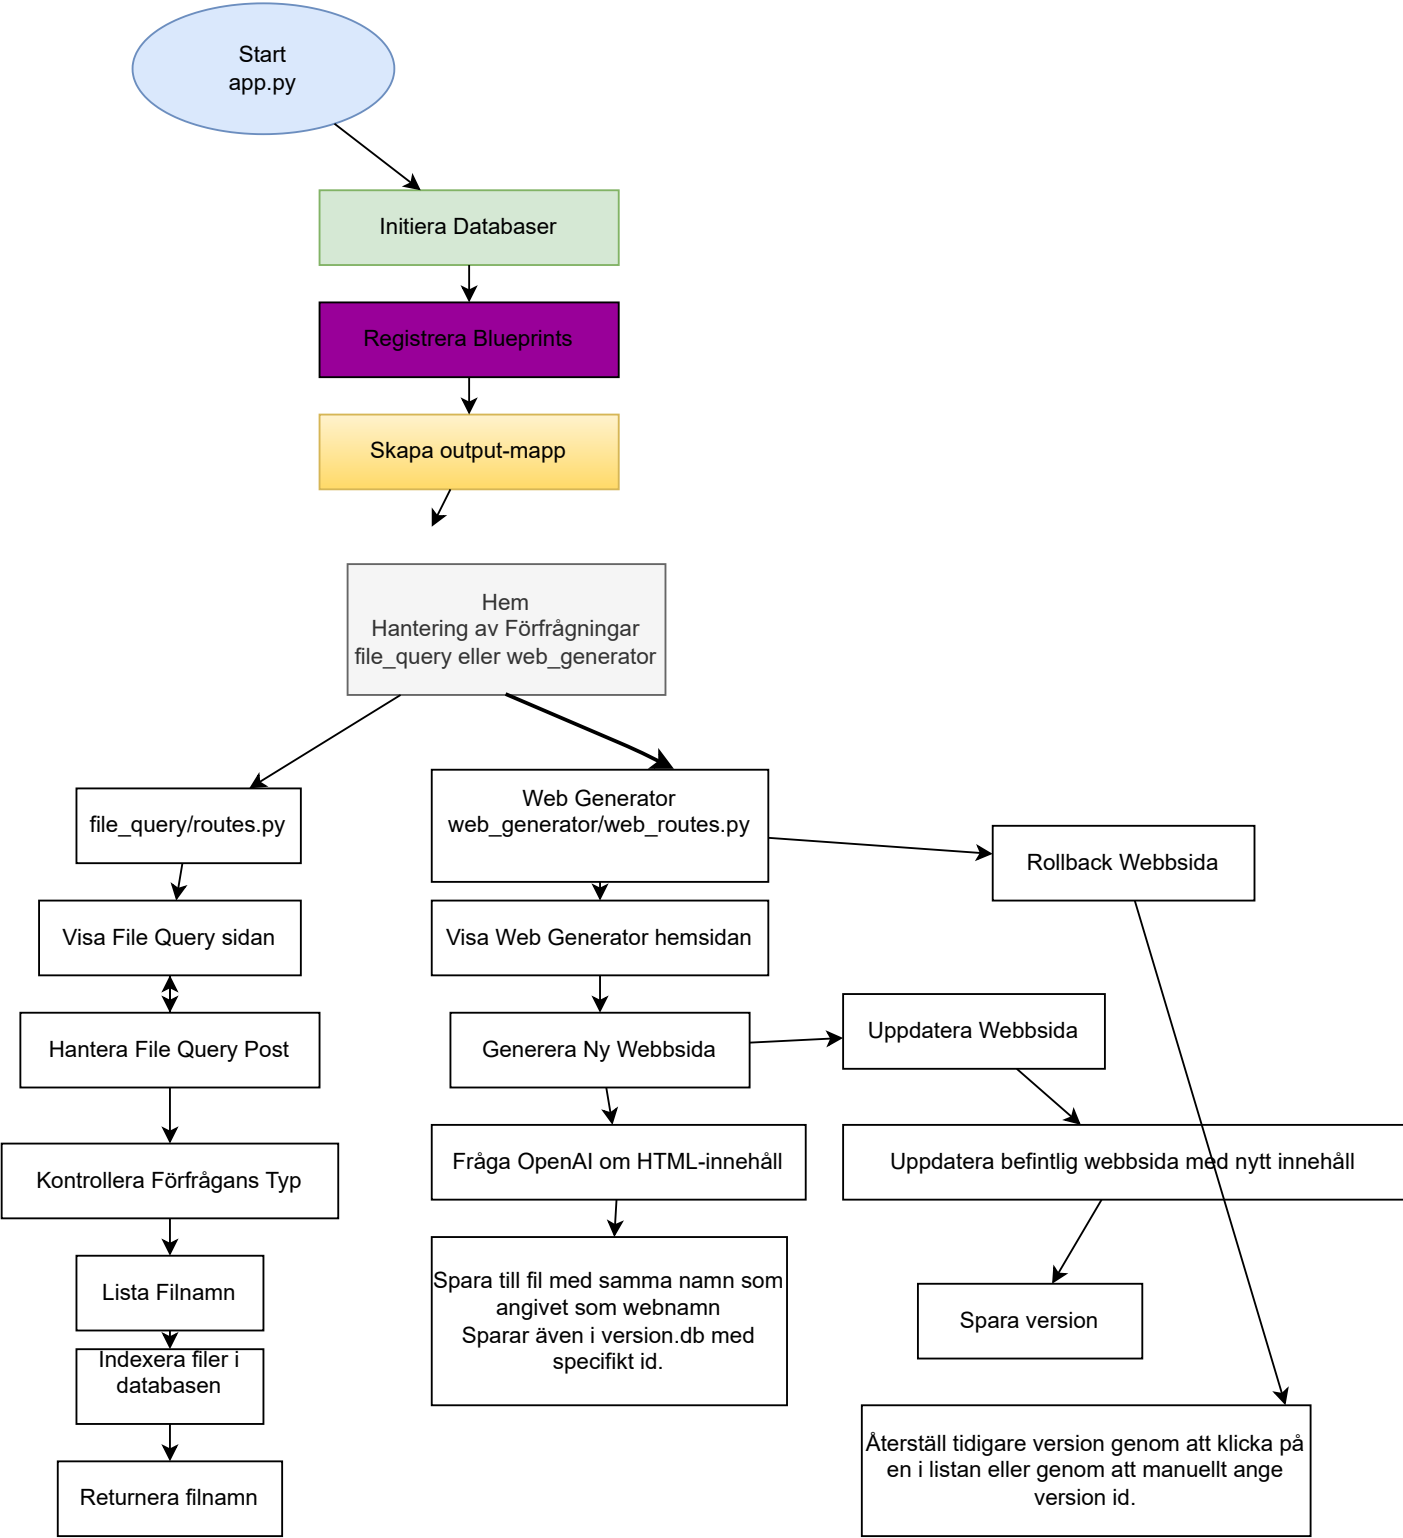 Start
app.py
Initiera Databaser
Registrera Blueprints
Skapa output-mapp
Hem
Hantering av Förfrågningar
file_query eller web_generator
file_query/routes.py
Visa File Query sidan
Hantera File Query Post
Kontrollera Förfrågans Typ
Lista Filnamn
Indexera filer i
databasen
Returnera filnamn
Web Generator
web_generator/web_routes.py
Visa Web Generator hemsidan
Generera Ny Webbsida
Fråga OpenAI om HTML-innehåll
Spara till fil med samma namn som
angivet som webnamn
Sparar även i version.db med
specifikt id.
Uppdatera Webbsida
Uppdatera befintlig webbsida med nytt innehåll
Spara version
Rollback Webbsida
Återställ tidigare version genom att klicka på
en i listan eller genom att manuellt ange
version id.